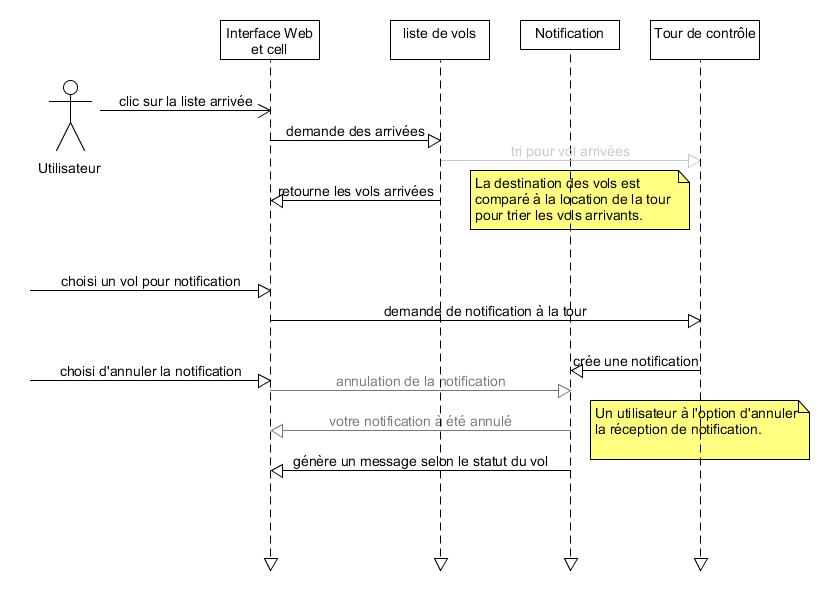 Interface Web
et cell
liste de vols
Notification
Tour de contrôle
clic sur la liste arrivée
Utilisateur
demande des arrivées
tri pour vol arrivées
La destination des vols est
comparé à la location de la tour
pour trier les vols arrivants.
retourne les vols arrivées
choisi un vol pour notification
demande de notification à la tour
crée une notification
choisi d'annuler la notification
annulation de la notification
Un utilisateur à l'option d'annuler
la réception de notification.
votre notification à été annulé
génère un message selon le statut du vol